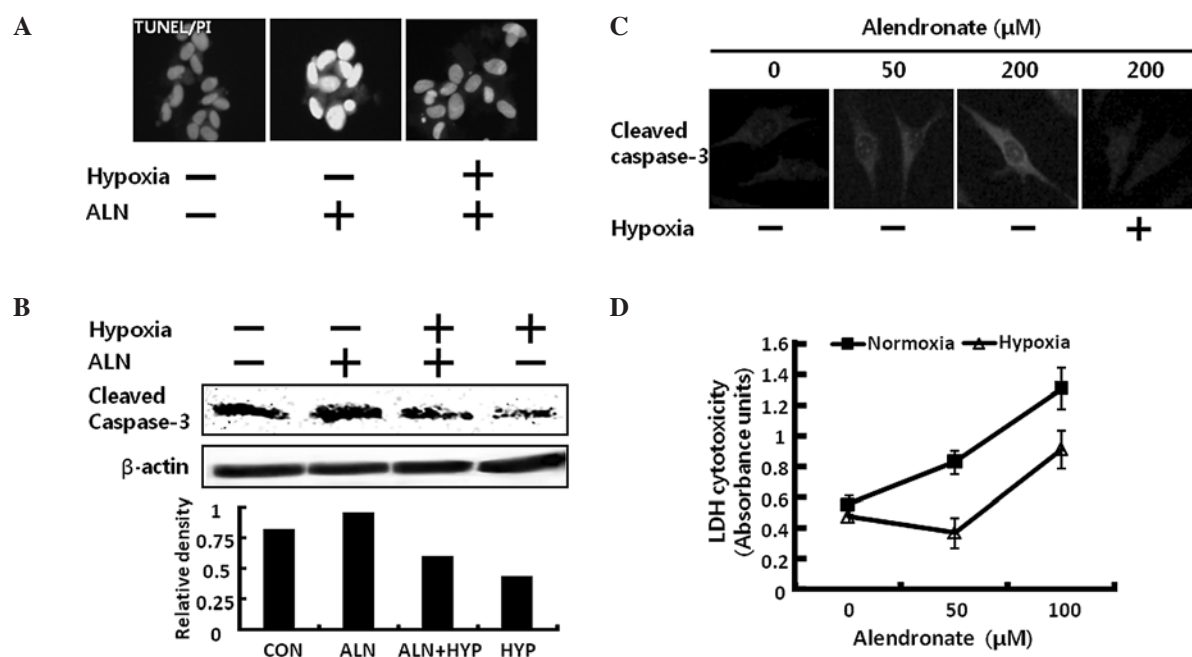 A
TUNEL/PI
Hypoxia − − +
ALN − + +
B
Hypoxia − − + +
ALN − + + −
Cleaved
Caspase-3
β-actin
Relative density
1
0.75
0.5
0.25
0
CON ALN ALN+HYP HYP
C
Alendronate (μM)
0 50 200 200
Cleaved
caspase-3
Hypoxia − − − +
D
Normoxia Hypoxia
LDH cytotoxicity
(Absorbance units)
1.6
1.4
1.2
1
0.8
0.6
0.4
0.2
0
0 50 100
Alendronate (μM)